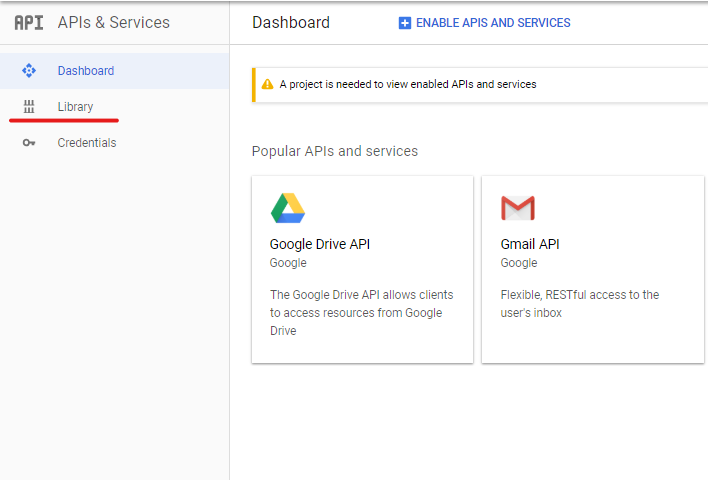 API APIs & Services
Dashboard
Library
Credentials
Dashboard
ENABLE APIS AND SERVICES
A project is needed to view enabled APIs and services
Popular APIs and services
Google Drive API
Google
The Google Drive API allows clients
to access resources from Google
Drive
Gmail API
Google
Flexible, RESTful access to the
user's inbox